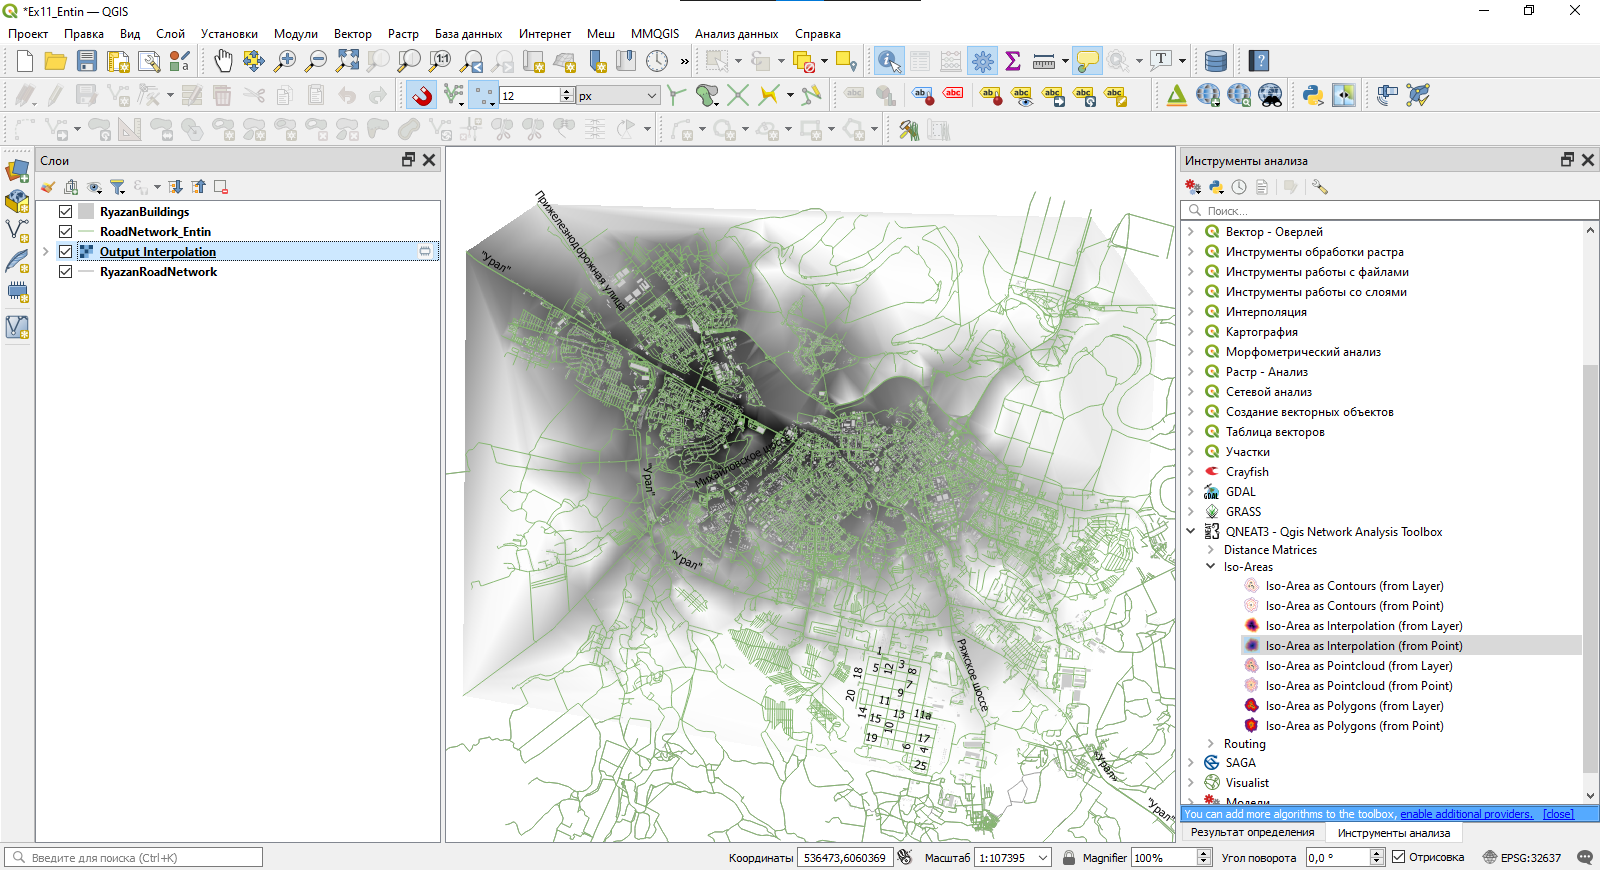 *Ex11_Entin — QGIS
Проект Правка Вид Слой Установки Модули Вектор Растр База данных Интернет Меш MMQGIS Анализ данных Справка
12 px
Слои
RyazanBuildings
RoadNetwork_Entin
Output Interpolation
RyazanRoadNetwork
Прижелезнодорожная улица
"Урал"
"Урал"
Михайловское шоссе
"Урал"
Ряжское шоссе
1
5
12
3
8
18
7
20
9
11
14
15
13
11а
10
19
17
6
4
25
"Урал"
"Урал"
Инструменты анализа
Поиск...
Вектор - Оверлей
Инструменты обработки растра
Инструменты работы с файлами
Инструменты работы со слоями
Интерполяция
Картография
Морфометрический анализ
Растр - Анализ
Сетевой анализ
Создание векторных объектов
Таблица векторов
Участки
Crayfish
GDAL
GRASS
QNEAT3 - Qgis Network Analysis Toolbox
Distance Matrices
Iso-Areas
Iso-Area as Contours (from Layer)
Iso-Area as Contours (from Point)
Iso-Area as Interpolation (from Layer)
Iso-Area as Interpolation (from Point)
Iso-Area as Pointcloud (from Layer)
Iso-Area as Pointcloud (from Point)
Iso-Area as Polygons (from Layer)
Iso-Area as Polygons (from Point)
Routing
SAGA
Visualist
Модели
You can add more algorithms to the toolbox, enable additional providers. [close]
Результат определения Инструменты анализа
Введите для поиска (Ctrl+K) Координаты 536473,6060369 Масштаб 1:107395 Magnifier 100% Угол поворота 0,0 ° Отрисовка EPSG:32637